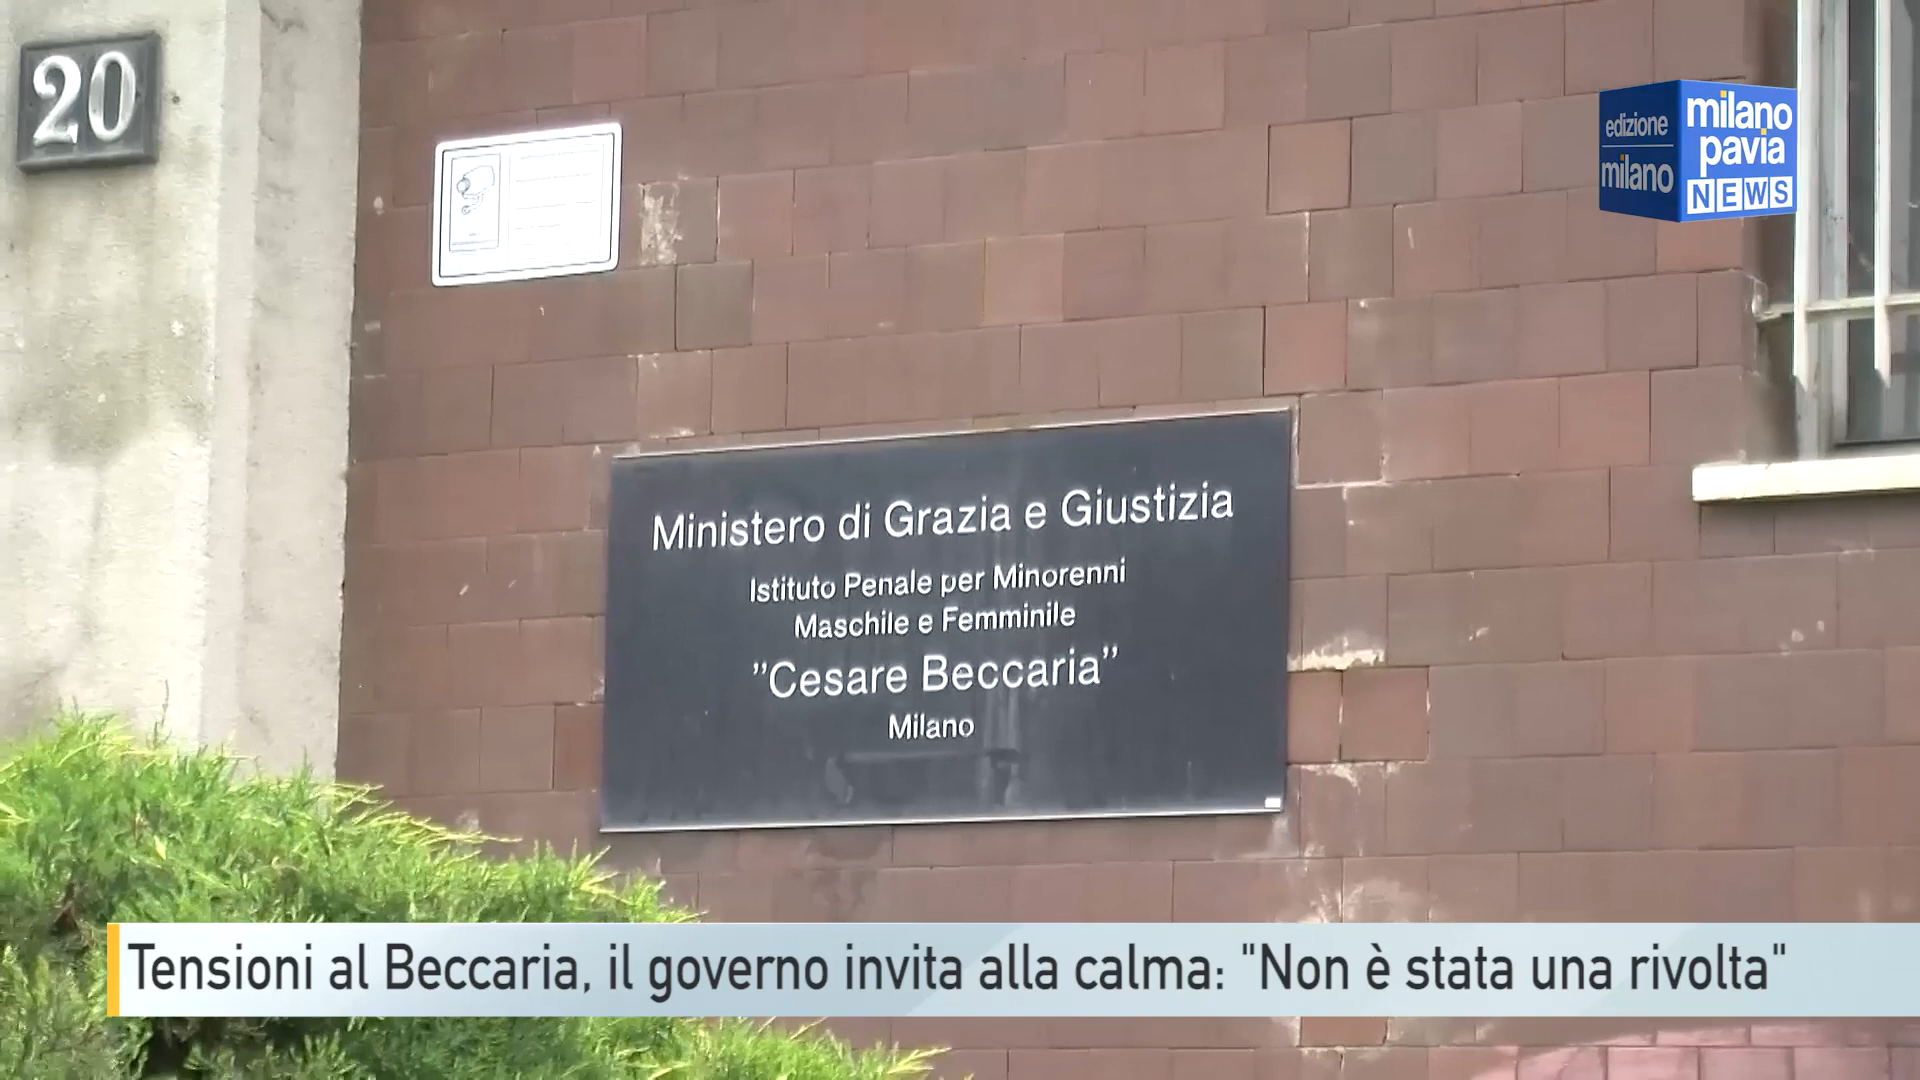 20
edizione
milano
milano
pavia
NEWS
Ministero di Grazia e Giustizia
Istituto Penale per Minorenni
Maschile e Femminile
”Cesare Beccaria”
Milano
Tensioni al Beccaria, il governo invita alla calma: "Non è stata una rivolta"